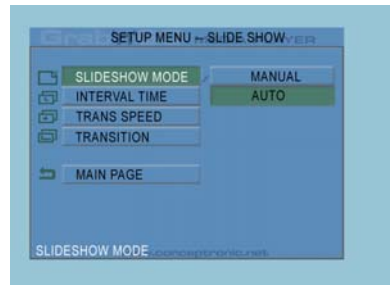 SETUP MENU -- SLIDE SHOW
SLIDESHOW MODE MANUAL
INTERVAL TIME AUTO
TRANS SPEED
TRANSITION
MAIN PAGE
SLIDESHOW MODE